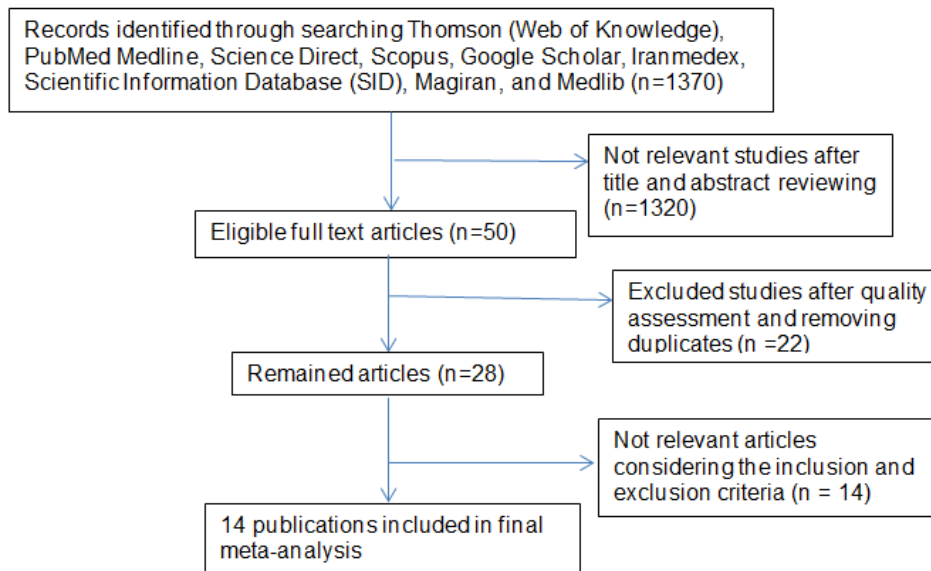 Records identified through searching Thomson (Web of Knowledge),
PubMed Medline, Science Direct, Scopus, Google Scholar, Iranmedex,
Scientific Information Database (SID), Magiran, and Medlib (n=1370)
Not relevant studies after
title and abstract reviewing
(n=1320)
Eligible full text articles (n=50)
Excluded studies after quality
assessment and removing
duplicates (n =22)
Remained articles (n=28)
Not relevant articles
considering the inclusion and
exclusion criteria (n = 14)
14 publications included in final
meta-analysis